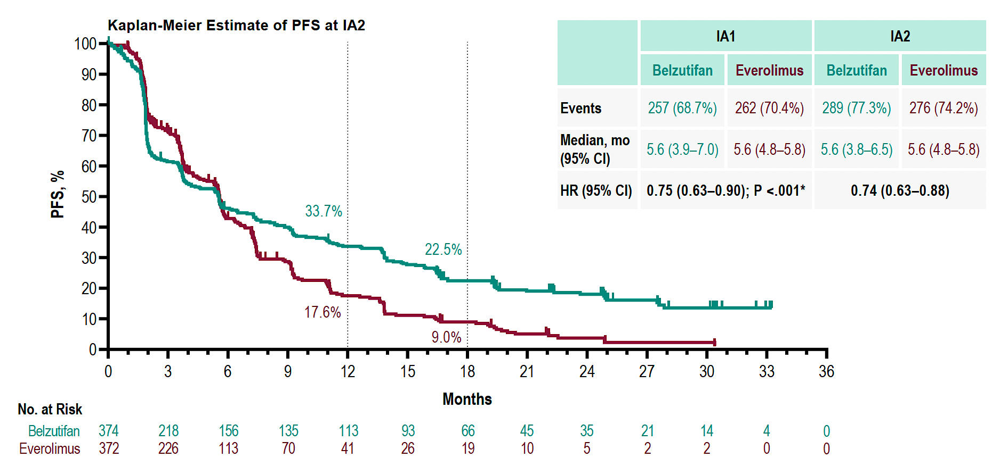 Kaplan-Meier Estimate of PFS at IA2
IA1 IA2
Belzutifan Everolimus Belzutifan Everolimus
Events 257 (68.7%) 262 (70.4%) 289 (77.3%) 276 (74.2%)
Median, mo
(95% CI) 5.6 (3.9–7.0) 5.6 (4.8–5.8) 5.6 (3.8–6.5) 5.6 (4.8–5.8)
HR (95% CI) 0.75 (0.63–0.90); P <.001* 0.74 (0.63–0.88)
PFS, %
100
90
80
70
60
50
40
30
20
10
0
33.7%
22.5%
17.6%
9.0%
0 3 6 9 12 15 18 21 24 27 30 33 36
Months
No. at Risk
Belzutifan 374 218 156 135 113 93 66 45 35 21 14 4 0
Everolimus 372 226 113 70 41 26 19 10 5 2 2 0 0